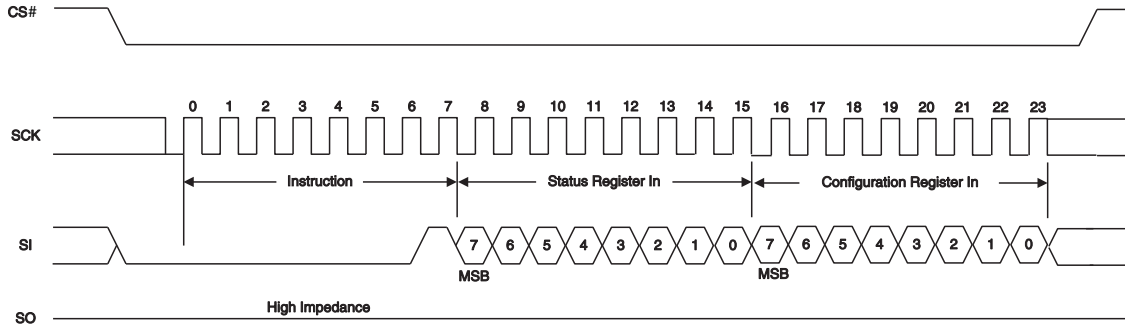 CS#
0 1 2 3 4 5 6 7 8 9 10 11 12 13 14 15 16 17 18 19 20 21 22 23
SCK
Instruction Status Register In Configuration Register In
SI 7 6 5 4 3 2 1 0 7 6 5 4 3 2 1 0
MSB MSB
High Impedance
SO